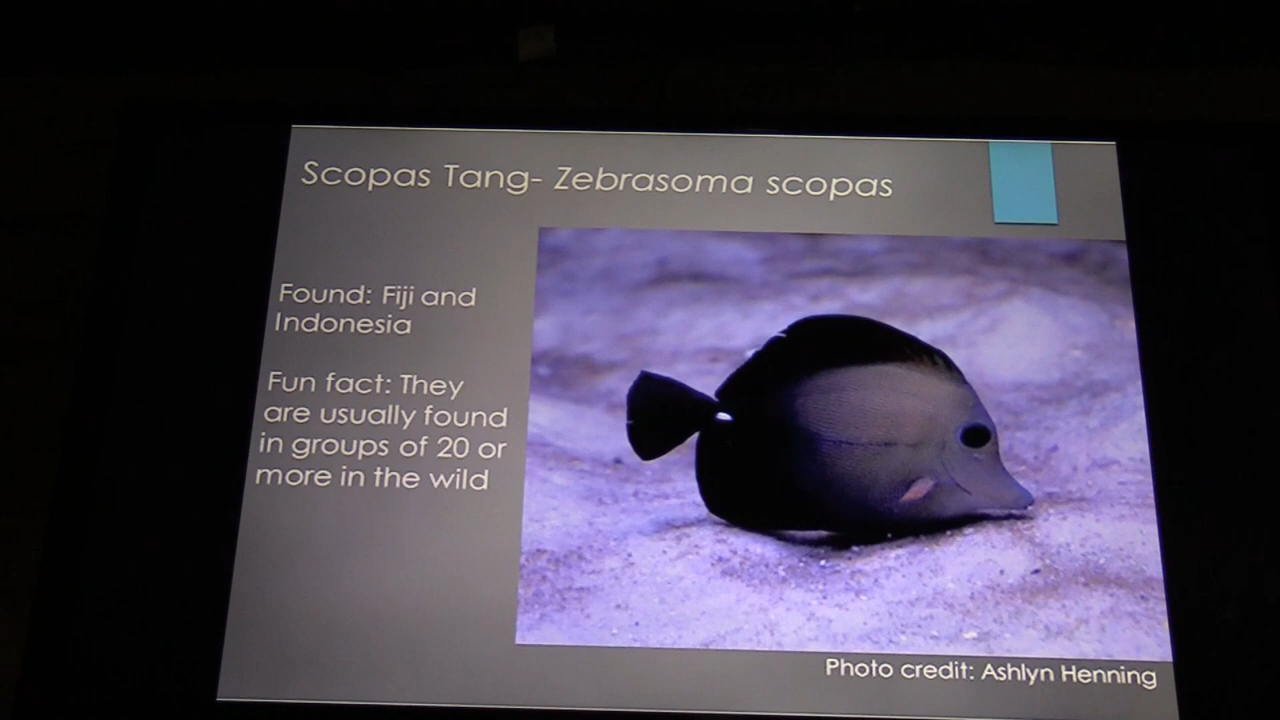 Scopas Tang- Zebrasoma scopas
Found: Fiji and
Indonesia
Fun fact: They
are usually found
in groups of 20 or
more in the wild
Photo credit: Ashlyn Henning